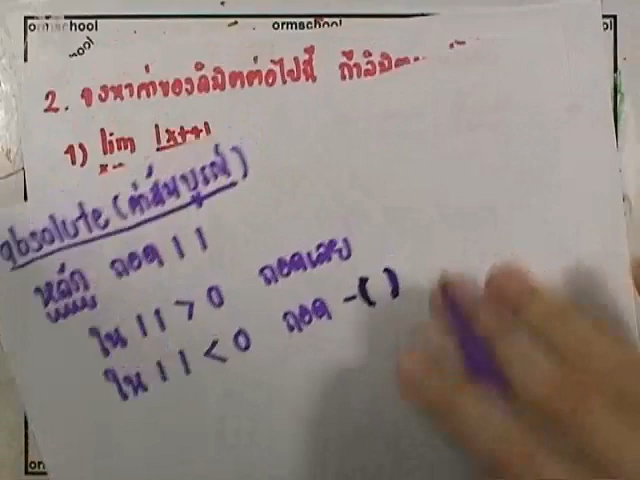 ormschool
ormschool
ool
2. จงหาค่าของลิมิตต่อไปนี้ ถ้าลิมิต
1) lim |x+1|
absolute (ค่าสัมบูรณ์)
หลัก ถอด | |
ใน | | > 0 ถอดเลย
ใน | | < 0 ถอด -( )